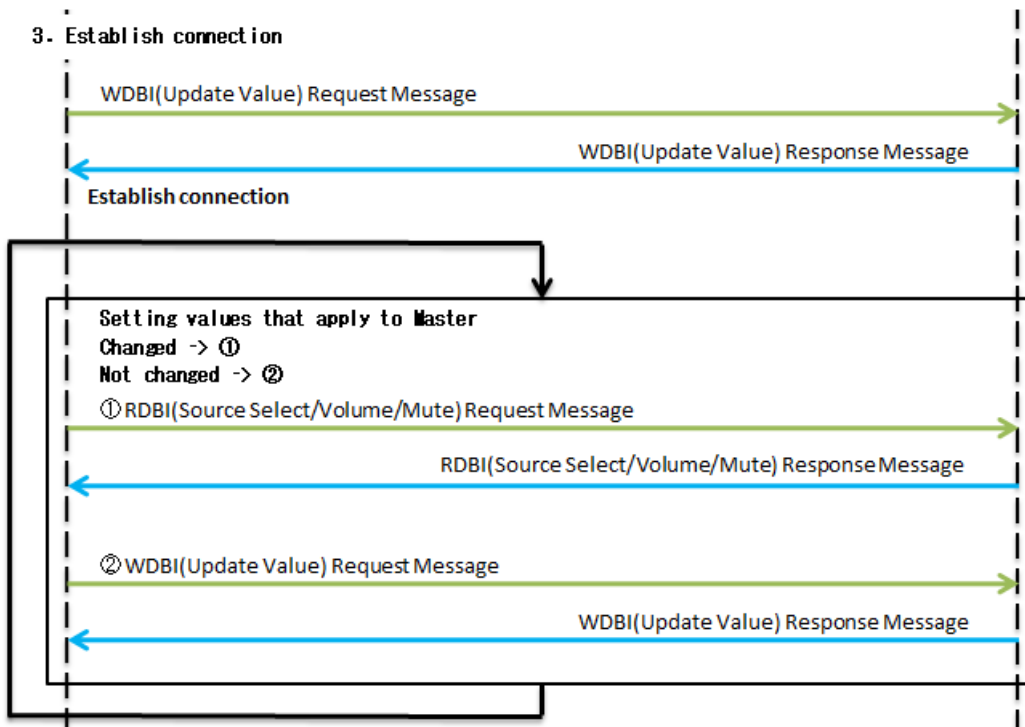 3. Establish connection
WDBI(Update Value) Request Message
WDBI(Update Value) Response Message
Establish connection
Setting values that apply to Master
Changed -> ①
Not changed -> ②
①RDBI(Source Select/Volume/Mute) Request Message
RDBI(Source Select/Volume/Mute) Response Message
②WDBI(Update Value) Request Message
WDBI(Update Value) Response Message